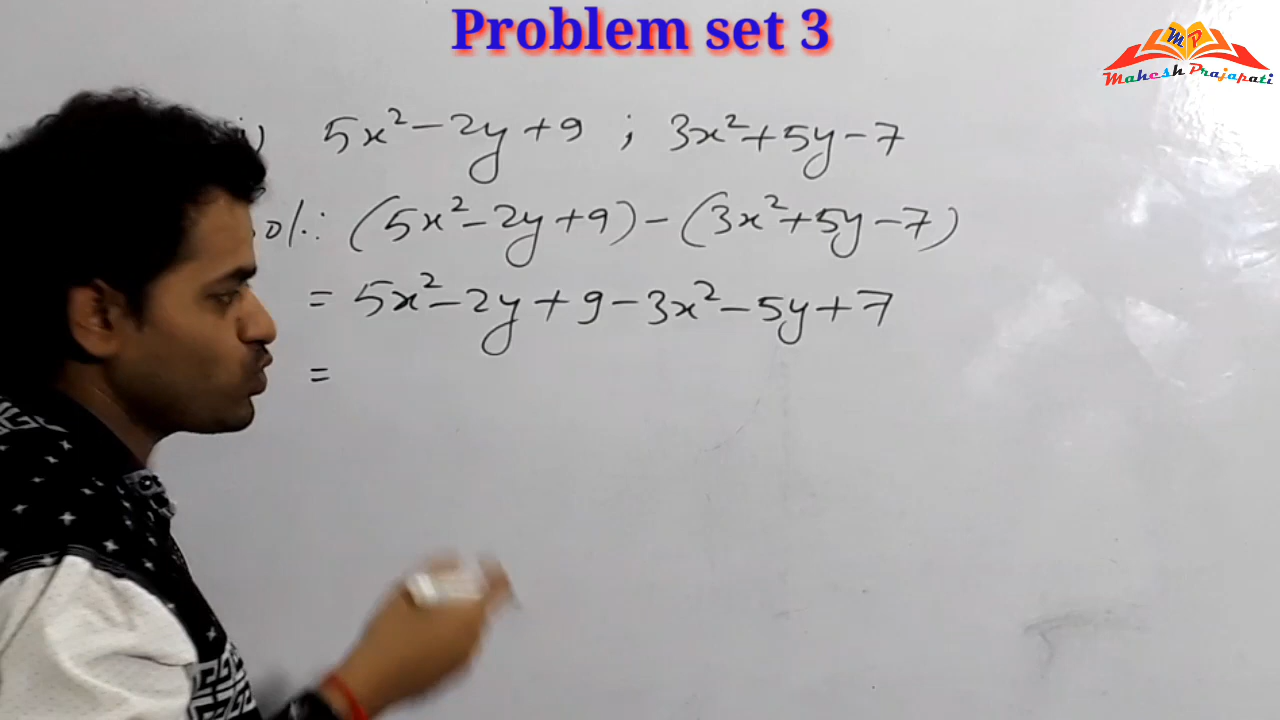 Problem set 3
MP
Mahesh Prajapati
5x² - 2y + 9 ; 3x² + 5y - 7
(5x² - 2y + 9) - (3x² + 5y - 7)
= 5x² - 2y + 9 - 3x² - 5y + 7
=